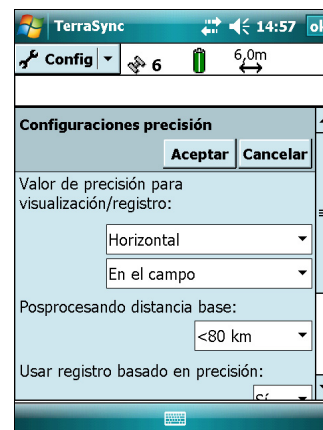 TerraSync 14:57 ok
Config 6 6,0m
Configuraciones precisión
Aceptar Cancelar
Valor de precisión para
visualización/registro:
Horizontal
En el campo
Posprocesando distancia base:
<80 km
Usar registro basado en precisión:
Sí